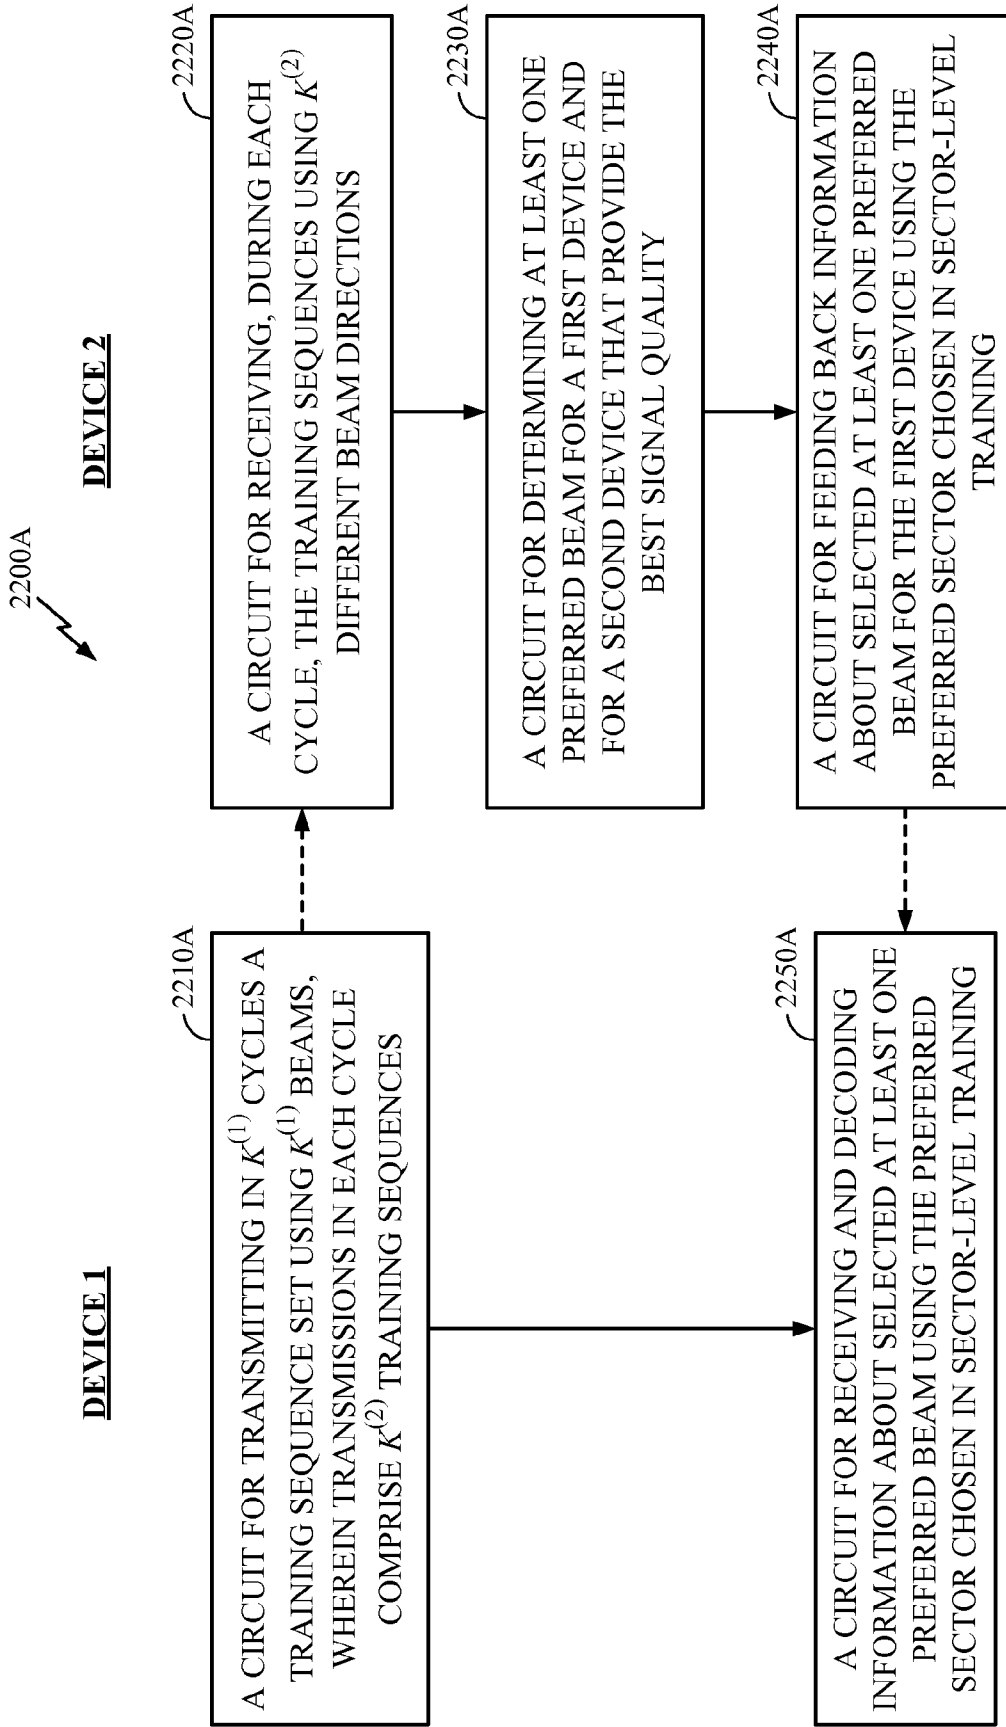 2200A
DEVICE 1
DEVICE 2
2210A
A CIRCUIT FOR TRANSMITTING IN K(1) CYCLES A
TRAINING SEQUENCE SET USING K(1) BEAMS,
WHEREIN TRANSMISSIONS IN EACH CYCLE
COMPRISE K(2) TRAINING SEQUENCES
2220A
A CIRCUIT FOR RECEIVING, DURING EACH
CYCLE, THE TRAINING SEQUENCES USING K(2)
DIFFERENT BEAM DIRECTIONS
2230A
A CIRCUIT FOR DETERMINING AT LEAST ONE
PREFERRED BEAM FOR A FIRST DEVICE AND
FOR A SECOND DEVICE THAT PROVIDE THE
BEST SIGNAL QUALITY
2240A
A CIRCUIT FOR FEEDING BACK INFORMATION
ABOUT SELECTED AT LEAST ONE PREFERRED
BEAM FOR THE FIRST DEVICE USING THE
PREFERRED SECTOR CHOSEN IN SECTOR-LEVEL
TRAINING
2250A
A CIRCUIT FOR RECEIVING AND DECODING
INFORMATION ABOUT SELECTED AT LEAST ONE
PREFERRED BEAM USING THE PREFERRED
SECTOR CHOSEN IN SECTOR-LEVEL TRAINING